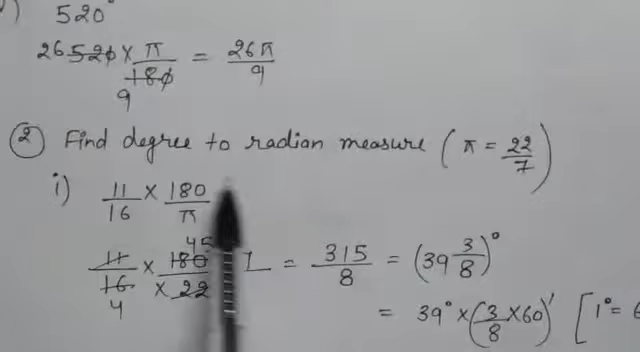 ) 520°
26 520 × π/180 = 26π/9
9
② Find degree to radian measure (π = 22/7)
i) 11/16 × 180/π
45
11/16 × 180/× 22 7 = 315/8 = (39 3/8)°
4
= 39° × (3/8 × 60)' [1° = 6